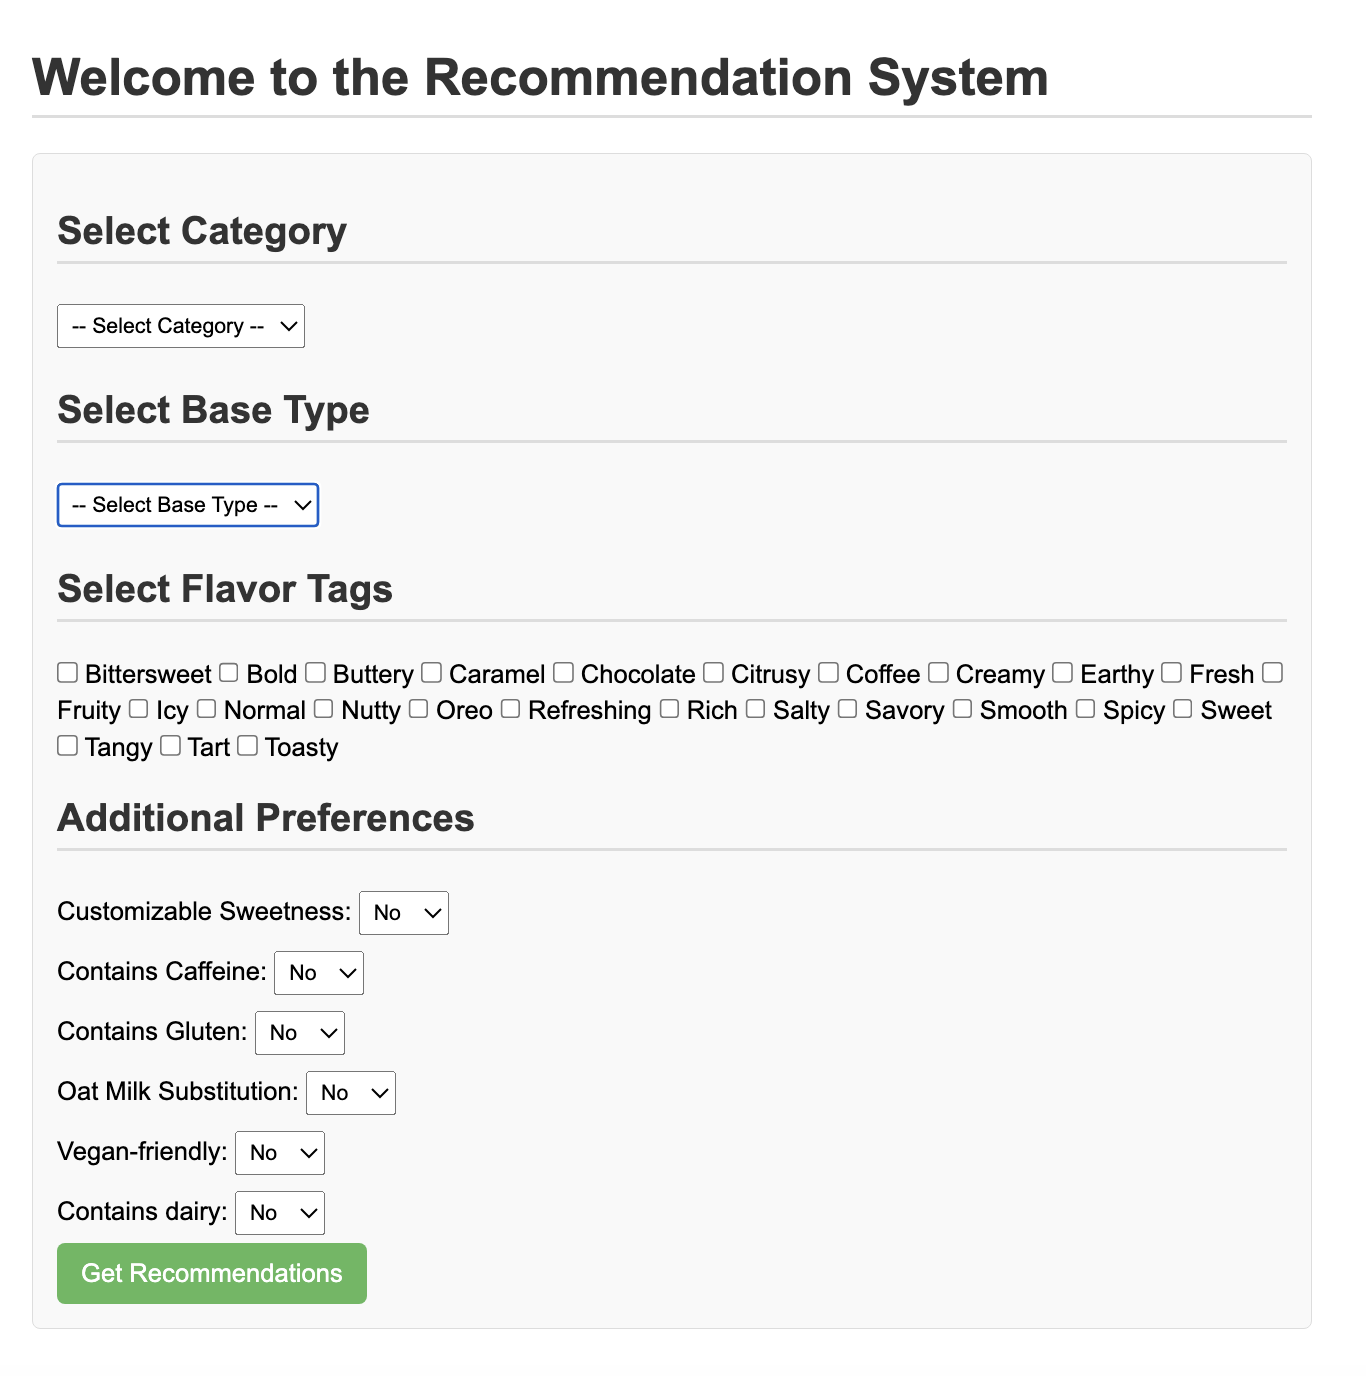 Welcome to the Recommendation System
Select Category
-- Select Category --
Select Base Type
-- Select Base Type --
Select Flavor Tags
Bittersweet Bold Buttery Caramel Chocolate Citrusy Coffee Creamy Earthy Fresh
Fruity Icy Normal Nutty Oreo Refreshing Rich Salty Savory Smooth Spicy Sweet
Tangy Tart Toasty
Additional Preferences
Customizable Sweetness: No
Contains Caffeine: No
Contains Gluten: No
Oat Milk Substitution: No
Vegan-friendly: No
Contains dairy: No
Get Recommendations